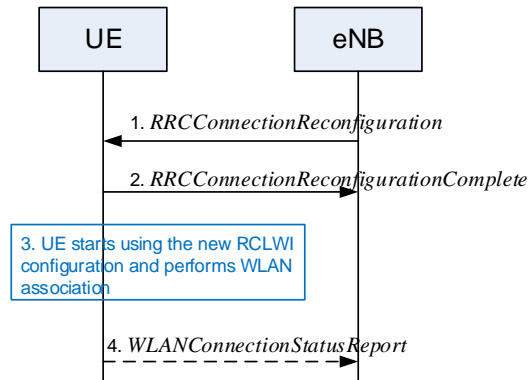 UE
eNB
1. RRCConnectionReconfiguration
2. RRCConnectionReconfigurationComplete
3. UE starts using the new RCLWI
configuration and performs WLAN
association
4. WLANConnectionStatusReport